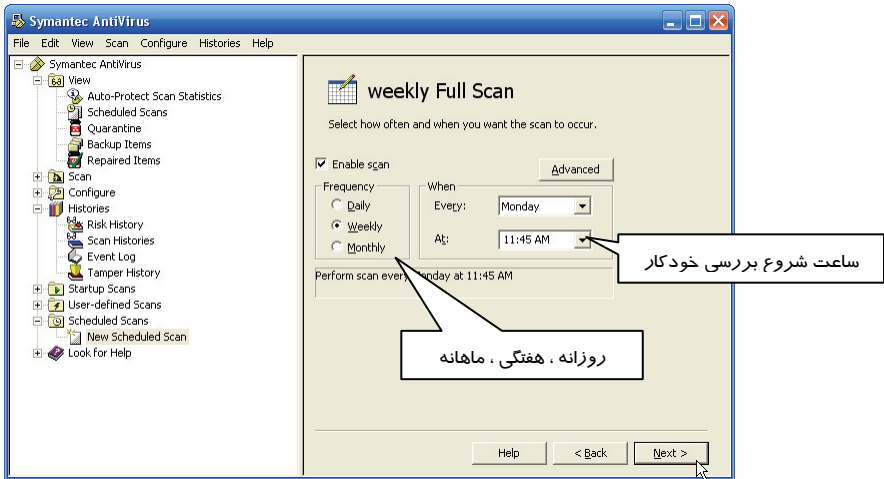 Symantec AntiVirus
File Edit View Scan Configure Histories Help
Symantec AntiVirus
View
Auto-Protect Scan Statistics
Scheduled Scans
Quarantine
Backup Items
Repaired Items
Scan
Configure
Histories
Risk History
Scan Histories
Event Log
Tamper History
Startup Scans
User-defined Scans
Scheduled Scans
New Scheduled Scan
Look for Help
weekly Full Scan
Select how often and when you want the scan to occur.
Enable scan
Advanced
Frequency
Daily
Weekly
Monthly
When
Every: Monday
At: 11:45 AM
ساعت شروع بررسی خودکار
Perform scan every Monday at 11:45 AM
روزانه ، هفتگی ، ماهانه
Help < Back Next >